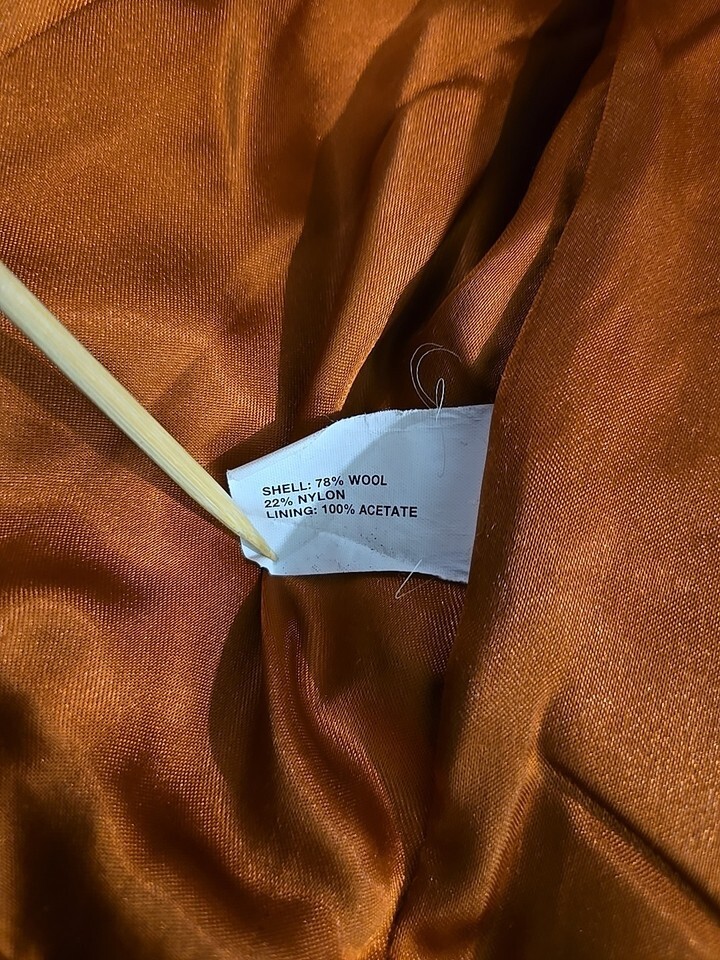 SHELL: 78% WOOL
22% NYLON
LINING: 100% ACETATE